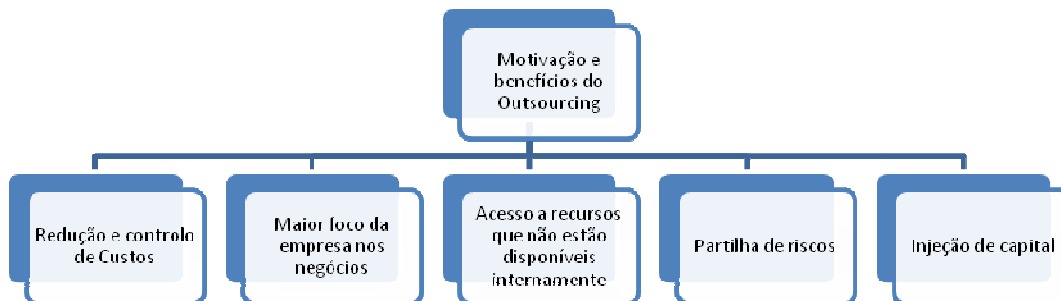 Motivação e
benefícios do
Outsourcing
Redução e controlo
de Custos
Maior foco da
empresa nos
negócios
Acesso a recursos
que não estão
disponíveis
internamente
Partilha de riscos
Injeção de capital